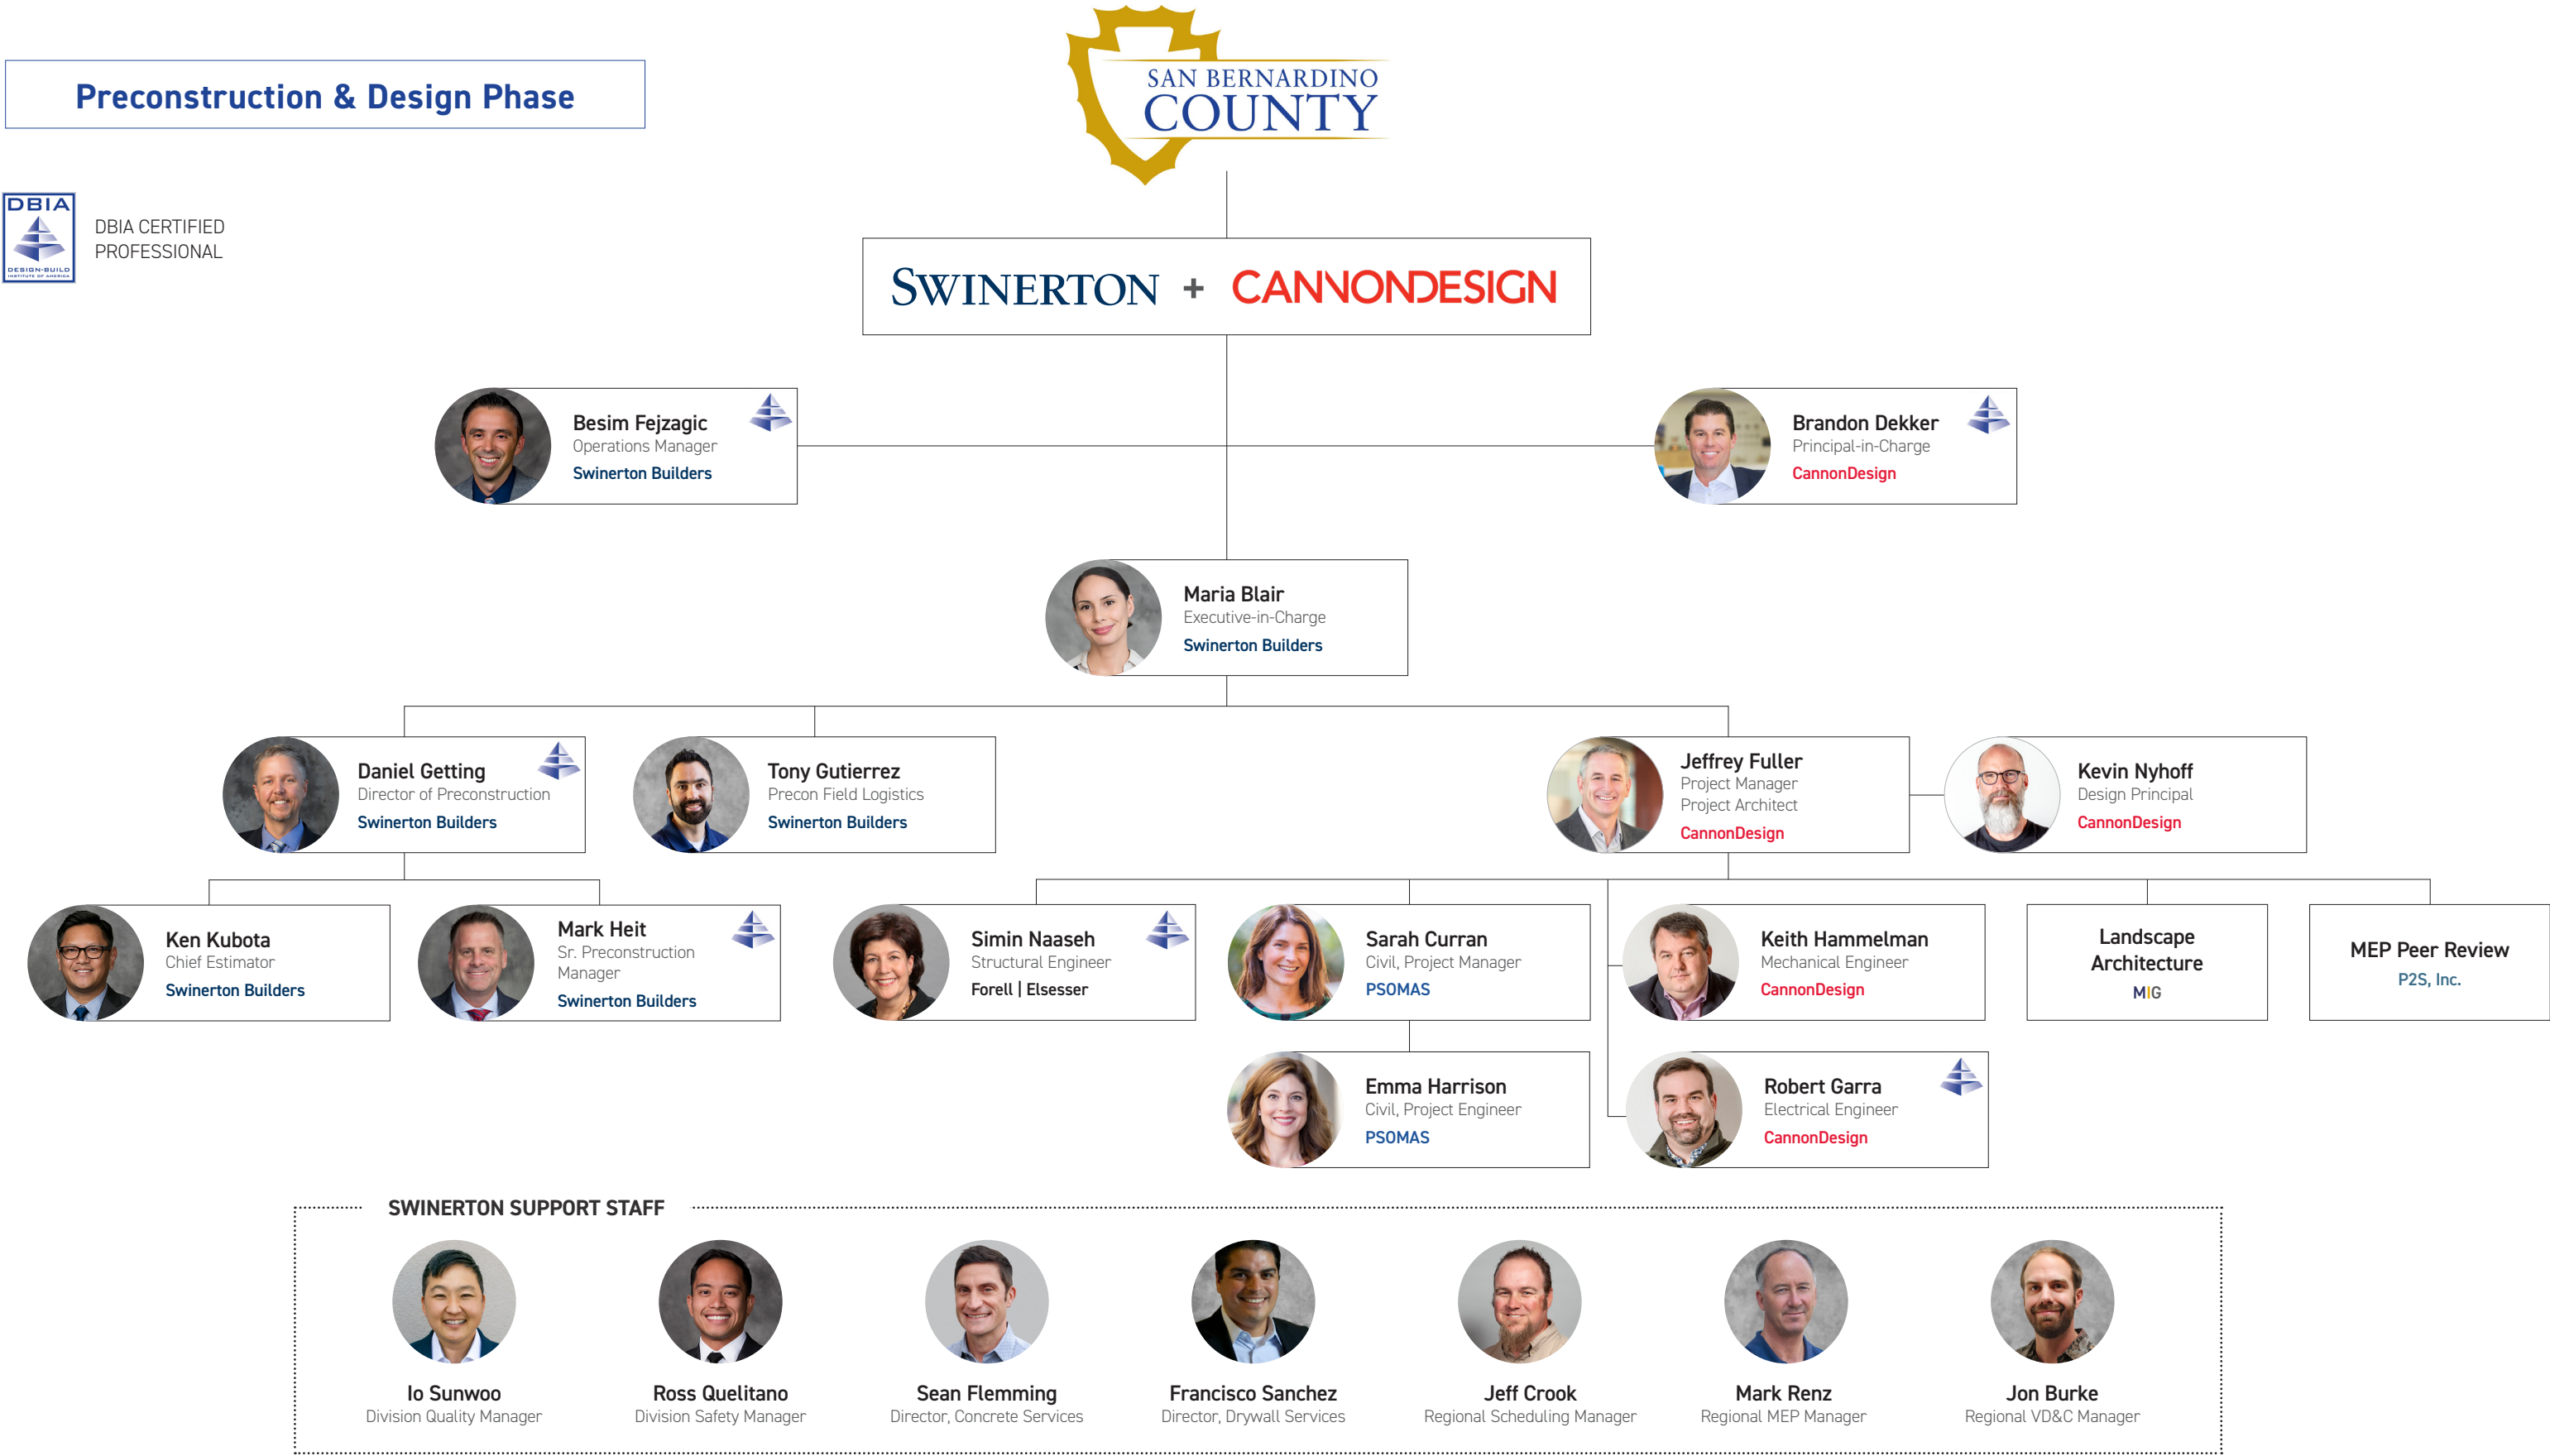 Preconstruction & Design Phase
SAN BERNARDINO
COUNTY
DBIA
DESIGN-BUILD
INSTITUTE OF AMERICA
DBIA CERTIFIED
PROFESSIONAL
SWINERTON + CANNONDESIGN
Besim Fejzagic
Operations Manager
Swinerton Builders
Brandon Dekker
Principal-in-Charge
CannonDesign
Maria Blair
Executive-in-Charge
Swinerton Builders
Daniel Getting
Director of Preconstruction
Swinerton Builders
Tony Gutierrez
Precon Field Logistics
Swinerton Builders
Jeffrey Fuller
Project Manager
Project Architect
CannonDesign
Kevin Nyhoff
Design Principal
CannonDesign
Ken Kubota
Chief Estimator
Swinerton Builders
Mark Heit
Sr. Preconstruction
Manager
Swinerton Builders
Simin Naaseh
Structural Engineer
Forell | Elsesser
Sarah Curran
Civil, Project Manager
PSOMAS
Keith Hammelman
Mechanical Engineer
CannonDesign
Landscape
Architecture
MIG
MEP Peer Review
P2S, Inc.
Emma Harrison
Civil, Project Engineer
PSOMAS
Robert Garra
Electrical Engineer
CannonDesign
SWINERTON SUPPORT STAFF
Io Sunwoo
Division Quality Manager
Ross Quelitano
Division Safety Manager
Sean Flemming
Director, Concrete Services
Francisco Sanchez
Director, Drywall Services
Jeff Crook
Regional Scheduling Manager
Mark Renz
Regional MEP Manager
Jon Burke
Regional VD&C Manager